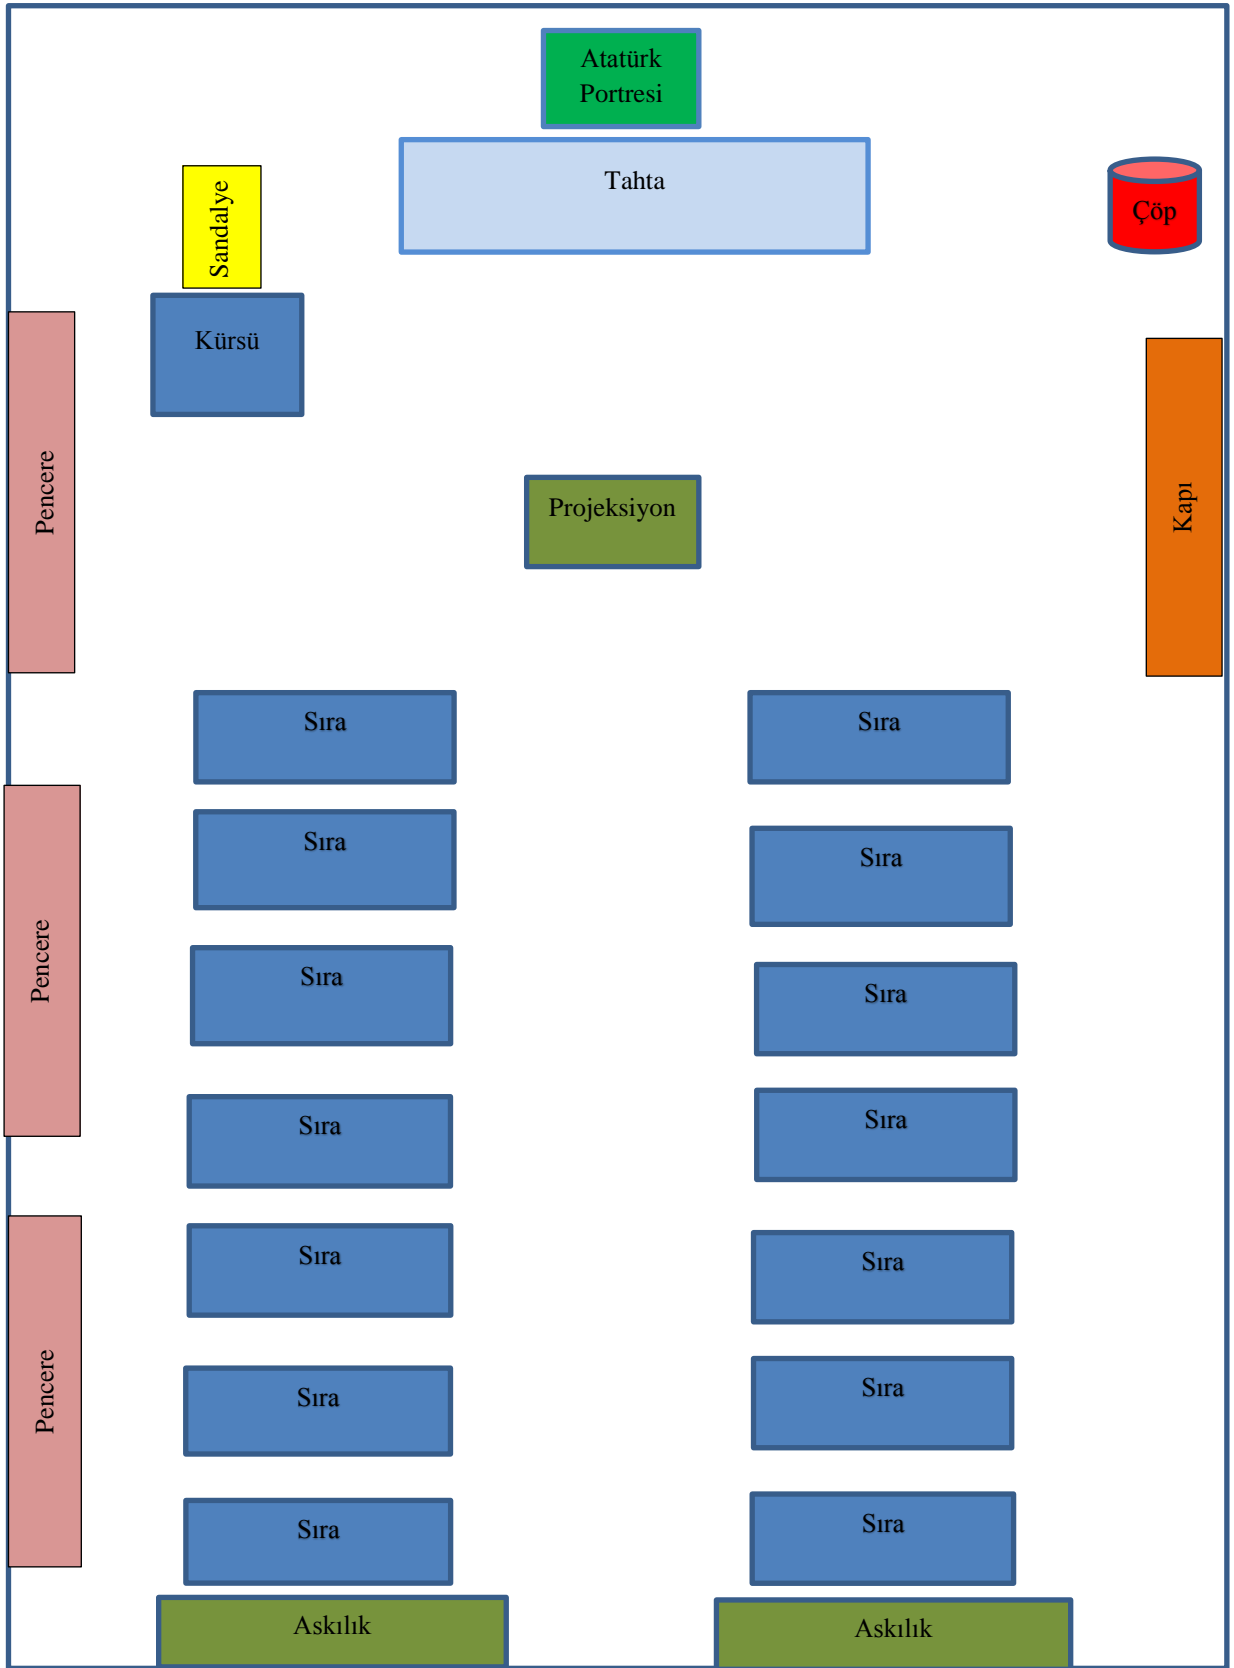 Atatürk
Portresi
Tahta
Sandalye
Çöp
Kürsü
Pencere
Projeksiyon
Kapı
Sıra
Sıra
Sıra
Sıra
Pencere
Sıra
Sıra
Sıra
Sıra
Sıra
Sıra
Pencere
Sıra
Sıra
Sıra
Sıra
Askılık
Askılık